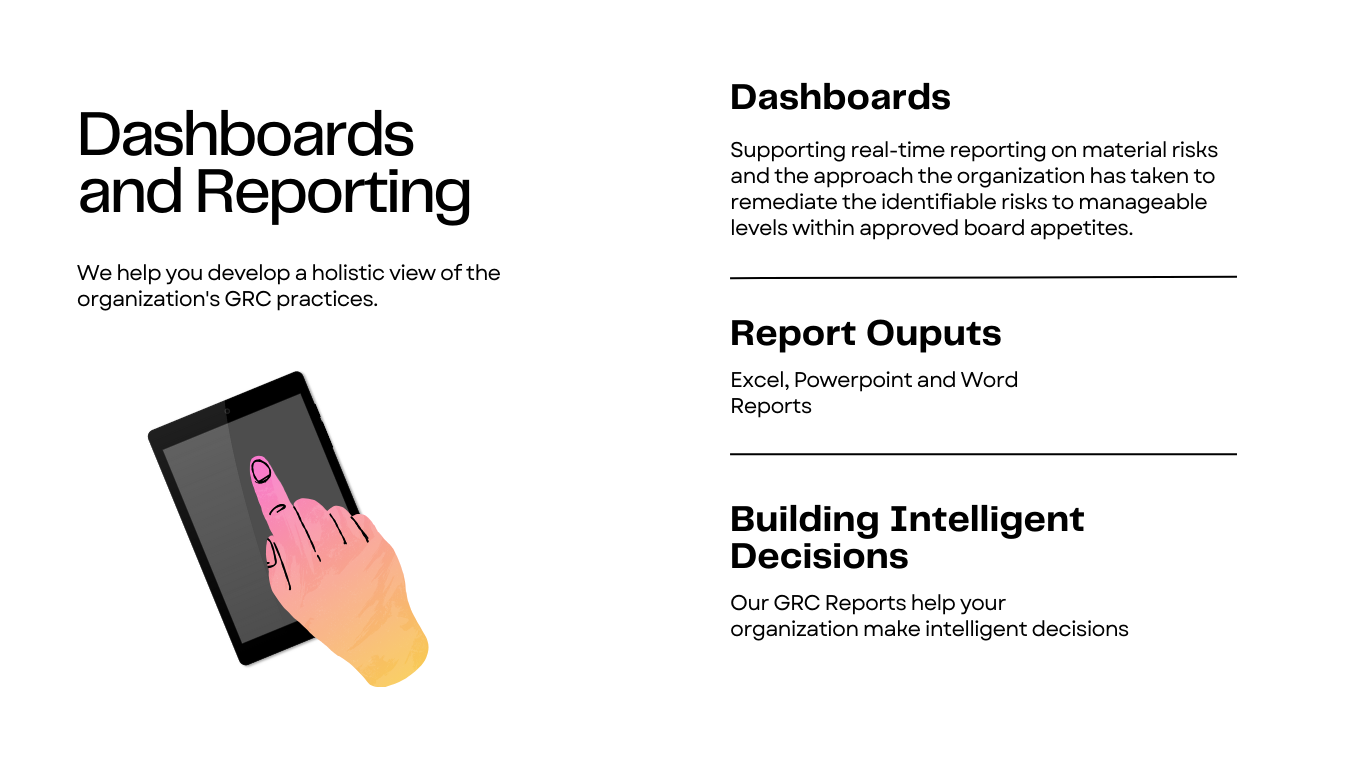 Dashboards
and Reporting
We help you develop a holistic view of the
organization's GRC practices.
Dashboards
Supporting real-time reporting on material risks
and the approach the organization has taken to
remediate the identifiable risks to manageable
levels within approved board appetites.
Report Ouputs
Excel, Powerpoint and Word
Reports
Building Intelligent
Decisions
Our GRC Reports help your
organization make intelligent decisions